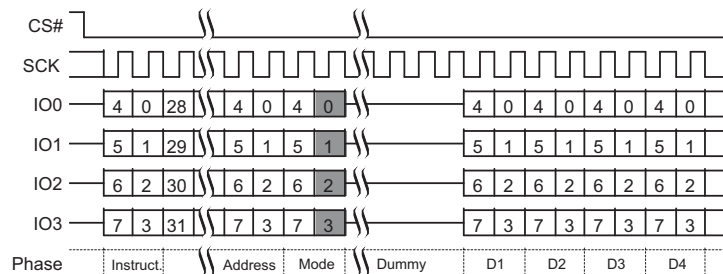 CS#
SCK
IO0 4 0 28 4 0 4 0 4 0 4 0 4 0 4 0
IO1 5 1 29 5 1 5 1 5 1 5 1 5 1 5 1
IO2 6 2 30 6 2 6 2 6 2 6 2 6 2 6 2
IO3 7 3 31 7 3 7 3 7 3 7 3 7 3 7 3
Phase Instruct. Address Mode Dummy D1 D2 D3 D4